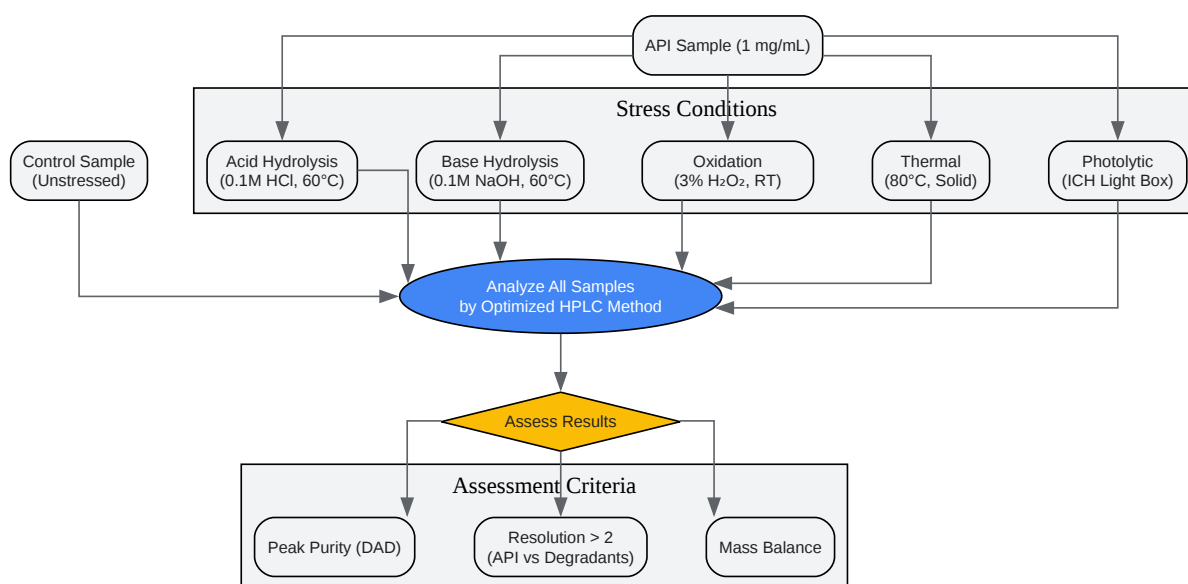 API Sample (1 mg/mL)
Stress Conditions
Control Sample
(Unstressed)
Acid Hydrolysis
(0.1M HCl, 60°C)
Base Hydrolysis
(0.1M NaOH, 60°C)
Oxidation
(3% H₂O₂, RT)
Thermal
(80°C, Solid)
Photolytic
(ICH Light Box)
Analyze All Samples
by Optimized HPLC Method
Assess Results
Assessment Criteria
Peak Purity (DAD)
Resolution > 2
(API vs Degradants)
Mass Balance